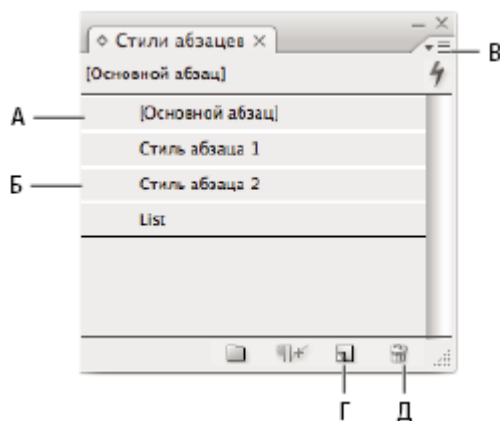 Стили абзацев
В
[Основной абзац]
А
[Основной абзац]
Стиль абзаца 1
Б
Стиль абзаца 2
List
Г
Д